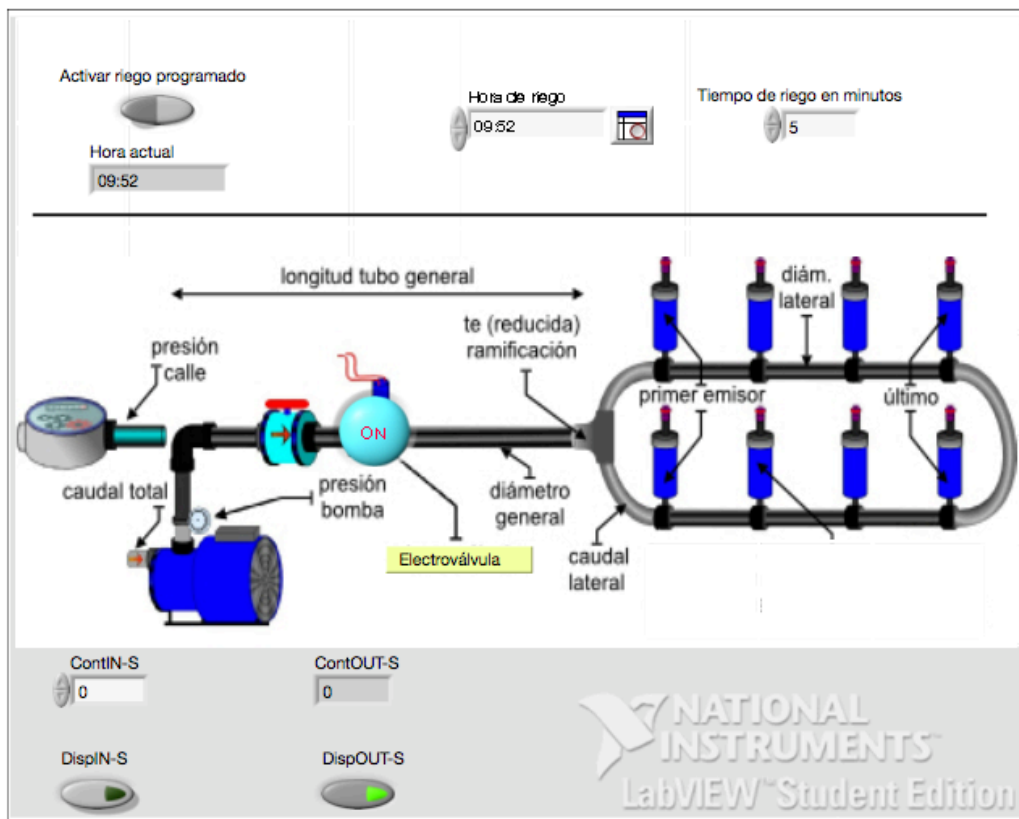 Activar riego programado
Hora actual
09:52
Hora de riego
09:52
Tiempo de riego en minutos
5
longitud tubo general
diám.
lateral
te (reducida)
ramificación
presión
calle
primer emisor
último
ON
caudal total
presión
bomba
diámetro
general
Electroválvula
caudal
lateral
ContIN-S
0
ContOUT-S
0
DispIN-S
DispOUT-S
NATIONAL
INSTRUMENTS™
LabVIEW™ Student Edition